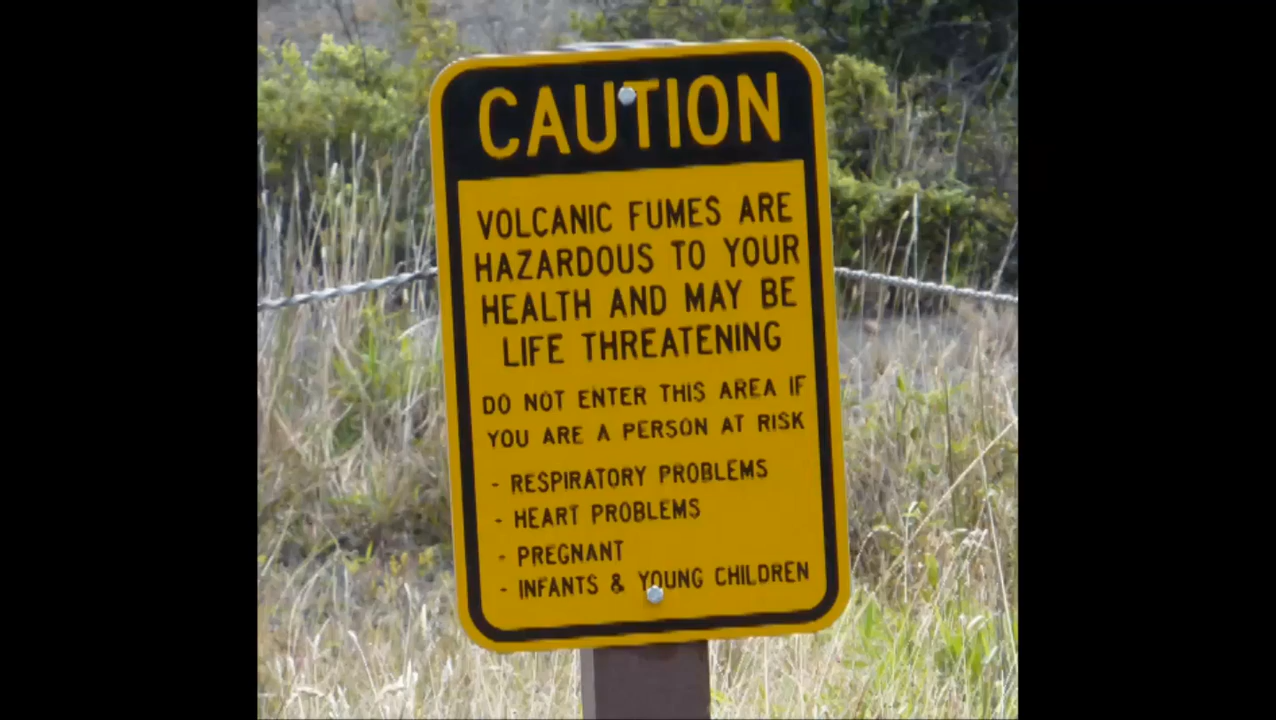 CAUTION
VOLCANIC FUMES ARE
HAZARDOUS TO YOUR
HEALTH AND MAY BE
LIFE THREATENING
DO NOT ENTER THIS AREA IF
YOU ARE A PERSON AT RISK
- RESPIRATORY PROBLEMS
- HEART PROBLEMS
- PREGNANT
- INFANTS & YOUNG CHILDREN